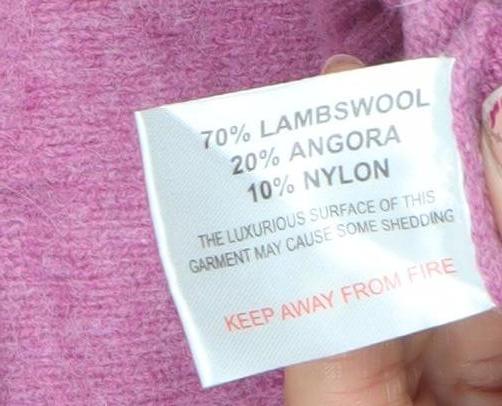 70% LAMBSWOOL
20% ANGORA
10% NYLON
THE LUXURIOUS SURFACE OF THIS
GARMENT MAY CAUSE SOME SHEDDING
KEEP AWAY FROM FIRE